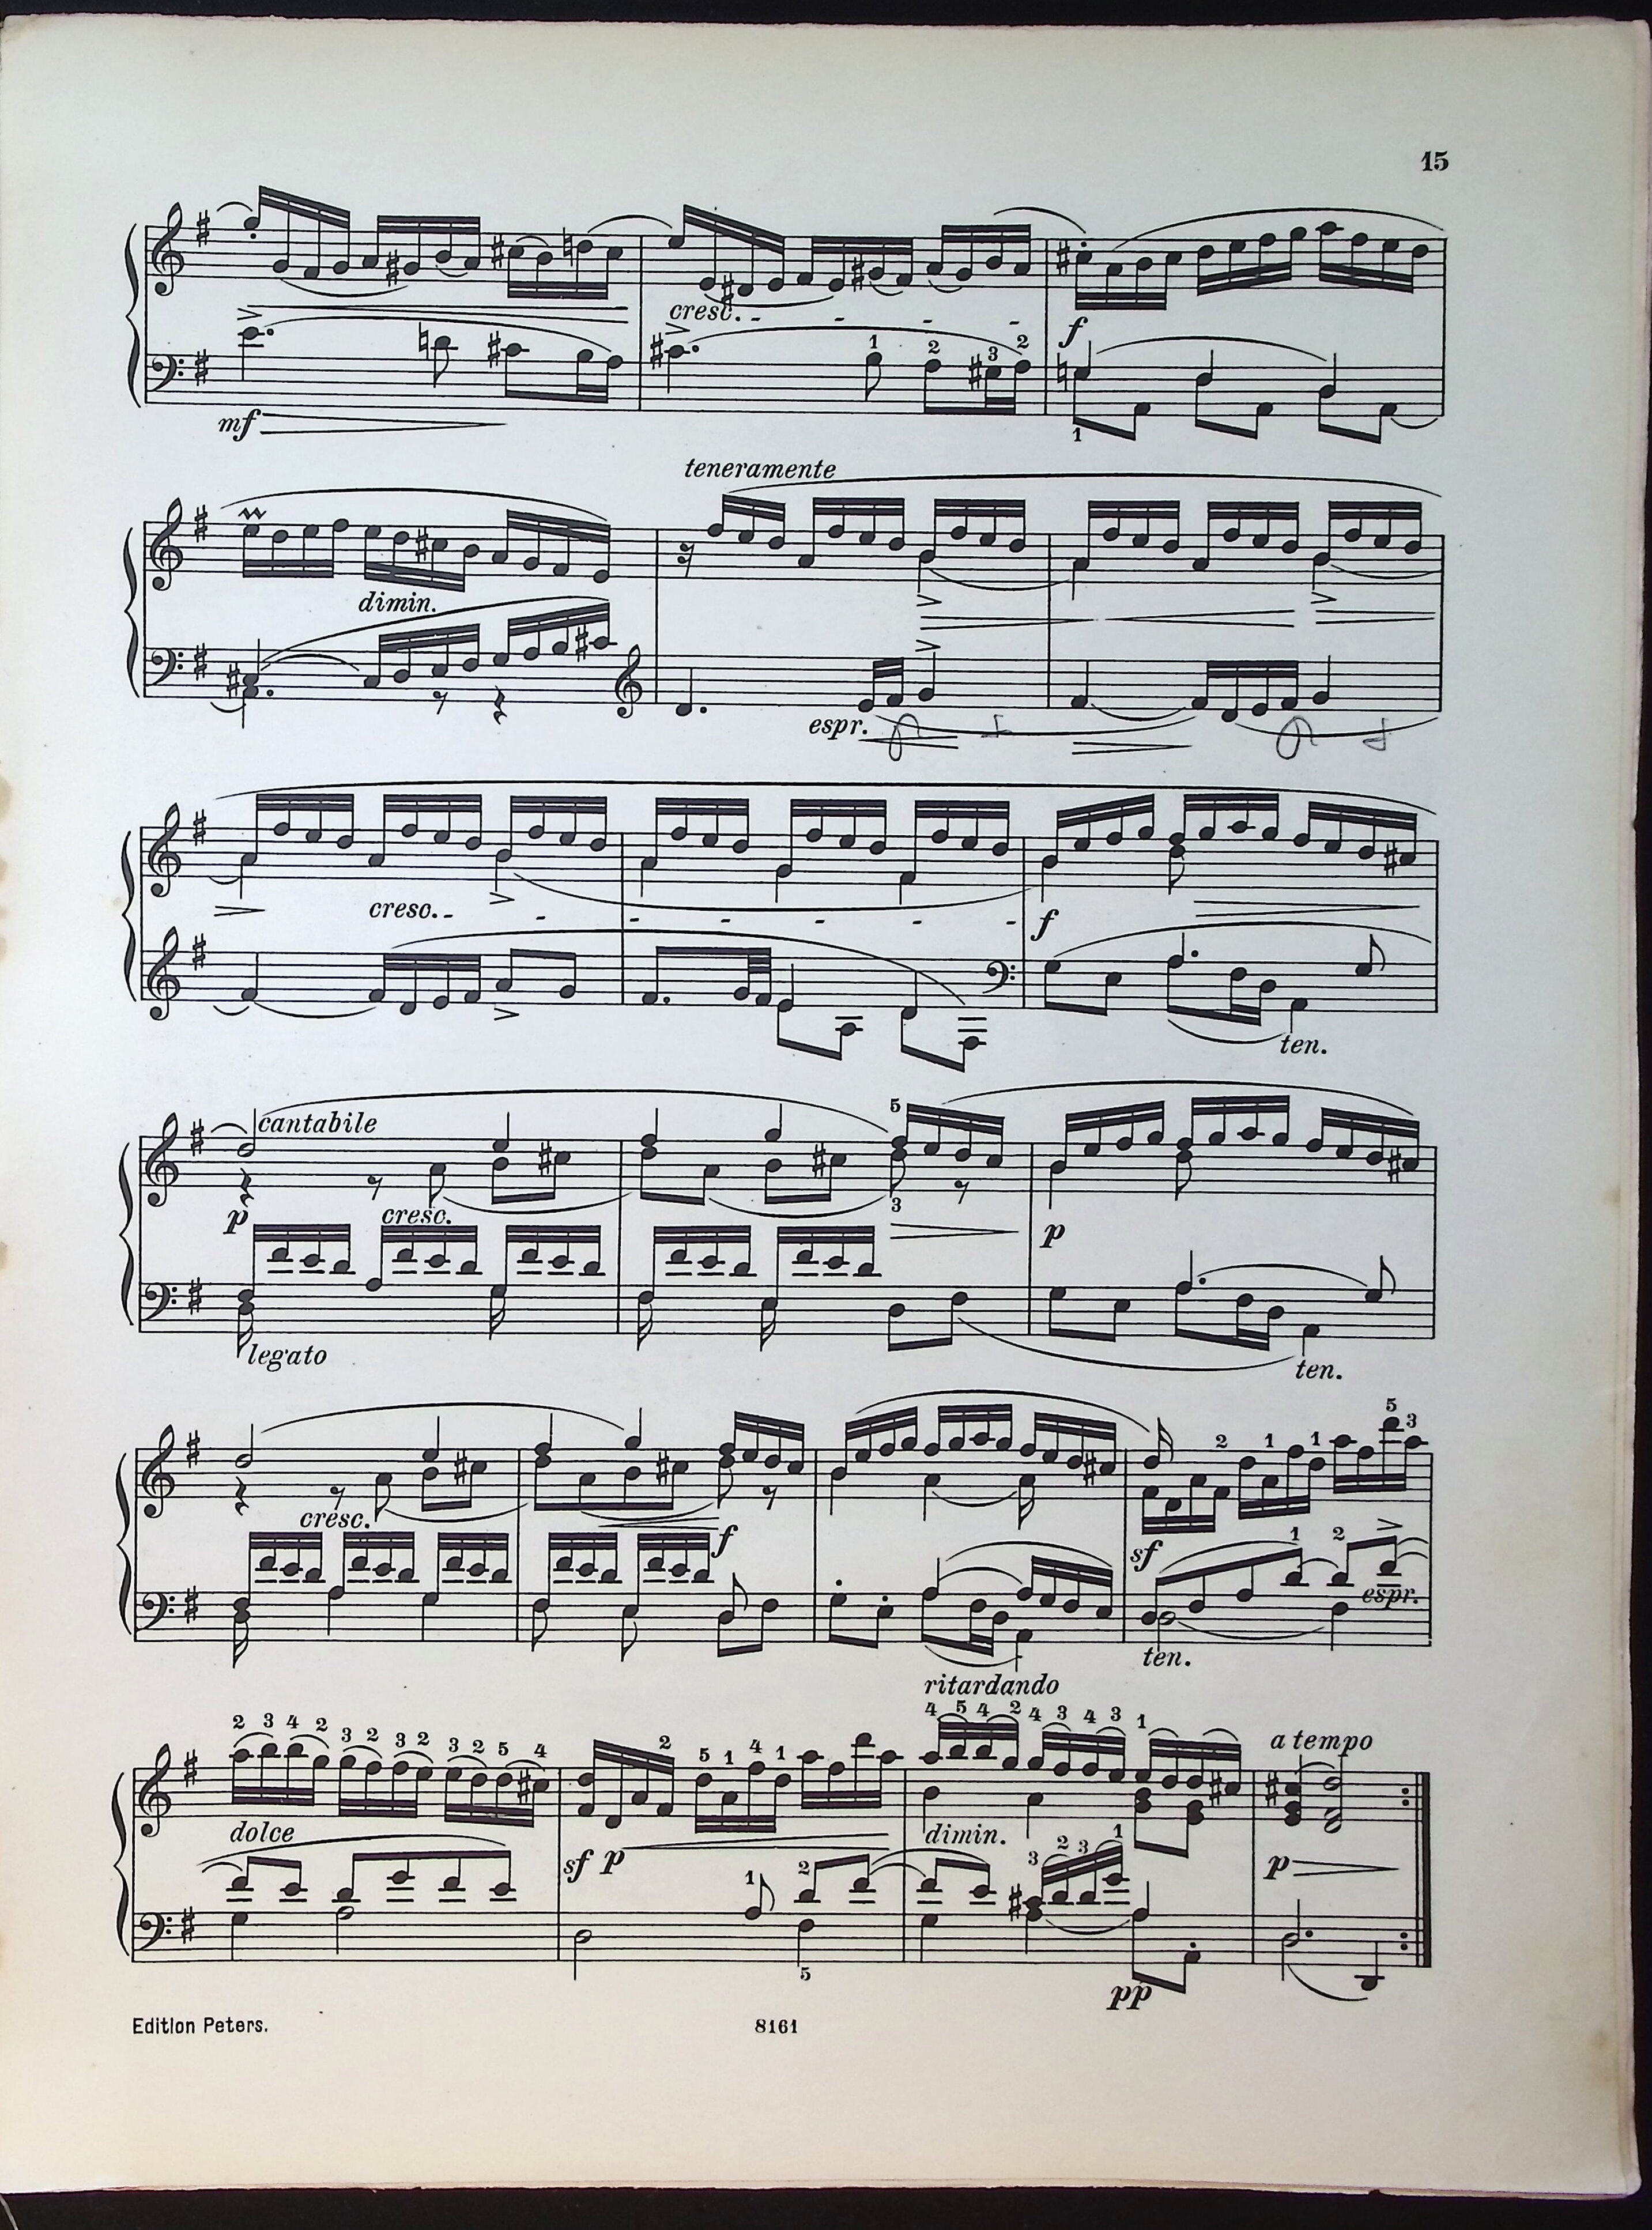 15
cresc. - - - -
1 2 3 2
f
mf
1
teneramente
dimin.
espr.
cresc. - - - - - -
f
ten.
cantabile
5
p
cresc.
3
p
legato
ten.
5 3
2 1 1
cresc.
f
sf
1 2
espr.
ten.
ritardando
2 3 4 2 3 2 3 2 3 2 5 4
2 5 1 4 1
4 5 4 2 4 3 4 3 1
a tempo
dolce
sf p
dimin.
1 2
3 2 3 1
p
5
pp
Edition Peters.
8161